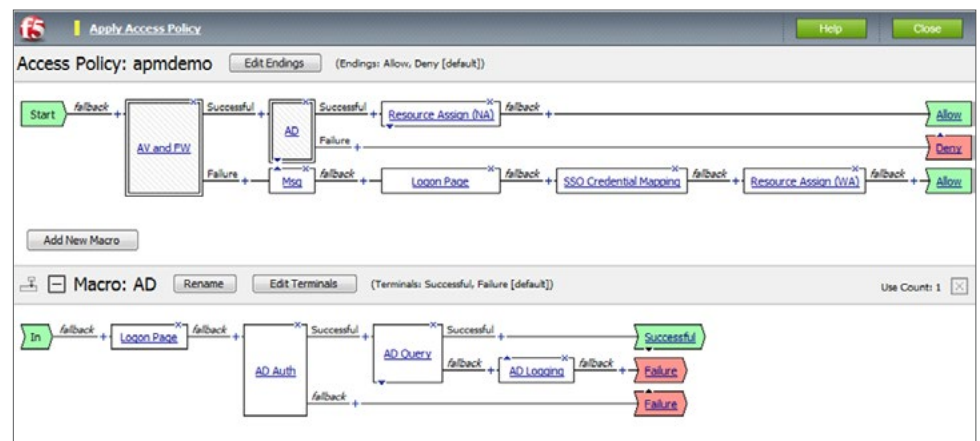 f5 Apply Access Policy Help Close
Access Policy: apmdemo Edit Endings (Endings: Allow, Deny [default])
Start fallback + AV and FW Successful + AD Successful + Resource Assign (NA) fallback + Allow
Failure + Deny
Failure + Msg fallback + Logon Page fallback + SSO Credential Mapping fallback + Resource Assign (WA) fallback + Allow
Add New Macro
Macro: AD Rename Edit Terminals (Terminals: Successful, Failure [default]) Use Count: 1
In fallback + Logon Page fallback + AD Auth Successful + AD Query Successful + Successful
fallback + AD Logging fallback + Failure
fallback + Failure